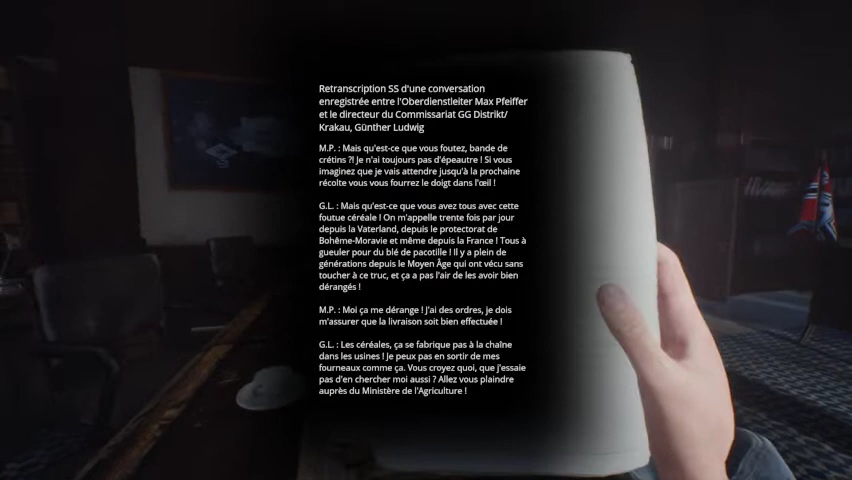 Retranscription SS d'une conversation
enregistrée entre l'Oberdienstleiter Max Pfeiffer
et le directeur du Commissariat GG Distrikt/
Krakau, Günther Ludwig
M.P. : Mais qu'est-ce que vous foutez, bande de
crétins ?! Je n'ai toujours pas d'épeautre ! Si vous
imaginez que je vais attendre jusqu'à la prochaine
récolte vous vous fourrez le doigt dans l'œil !
G.L. : Mais qu'est-ce que vous avez tous avec cette
foutue céréale ! On m'appelle trente fois par jour
depuis la Vaterland, depuis le protectorat de
Bohême-Moravie et même depuis la France ! Tous à
gueuler pour du blé de pacotille ! Il y a plein de
générations depuis le Moyen Âge qui ont vécu sans
toucher à ce truc, et ça a pas l'air de les avoir bien
dérangés !
M.P. : Moi ça me dérange ! J'ai des ordres, je dois
m'assurer que la livraison soit bien effectuée !
G.L. : Les céréales, ça se fabrique pas à la chaîne
dans les usines ! Je peux pas en sortir de mes
fourneaux comme ça. Vous croyez quoi, que j'essaie
pas d'en chercher moi aussi ? Allez vous plaindre
auprès du Ministère de l'Agriculture !